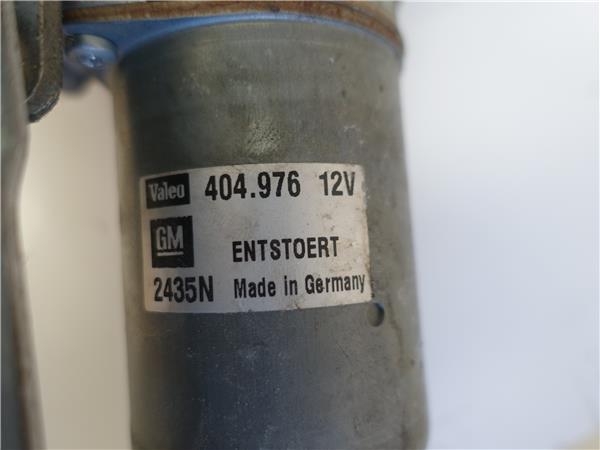 Valeo 404.976 12V
GM ENTSTOERT
2435N Made in Germany